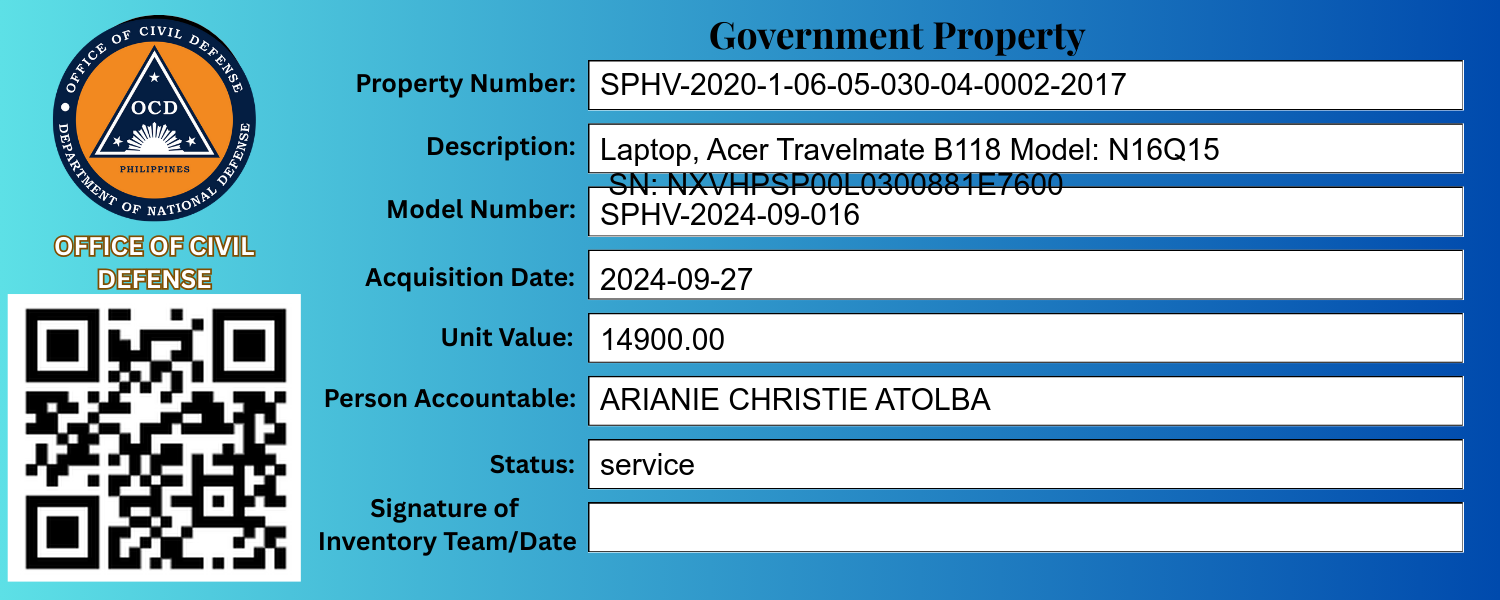 OFFICE OF CIVIL DEFENSE
OCD
PHILIPPINES
DEPARTMENT OF NATIONAL DEFENSE
OFFICE OF CIVIL
DEFENSE
Government Property
Property Number: SPHV-2020-1-06-05-030-04-0002-2017
Description: Laptop, Acer Travelmate B118 Model: N16Q15
SN: NXVHPSP00L0300881E7600
Model Number: SPHV-2024-09-016
Acquisition Date: 2024-09-27
Unit Value: 14900.00
Person Accountable: ARIANIE CHRISTIE ATOLBA
Status: service
Signature of
Inventory Team/Date